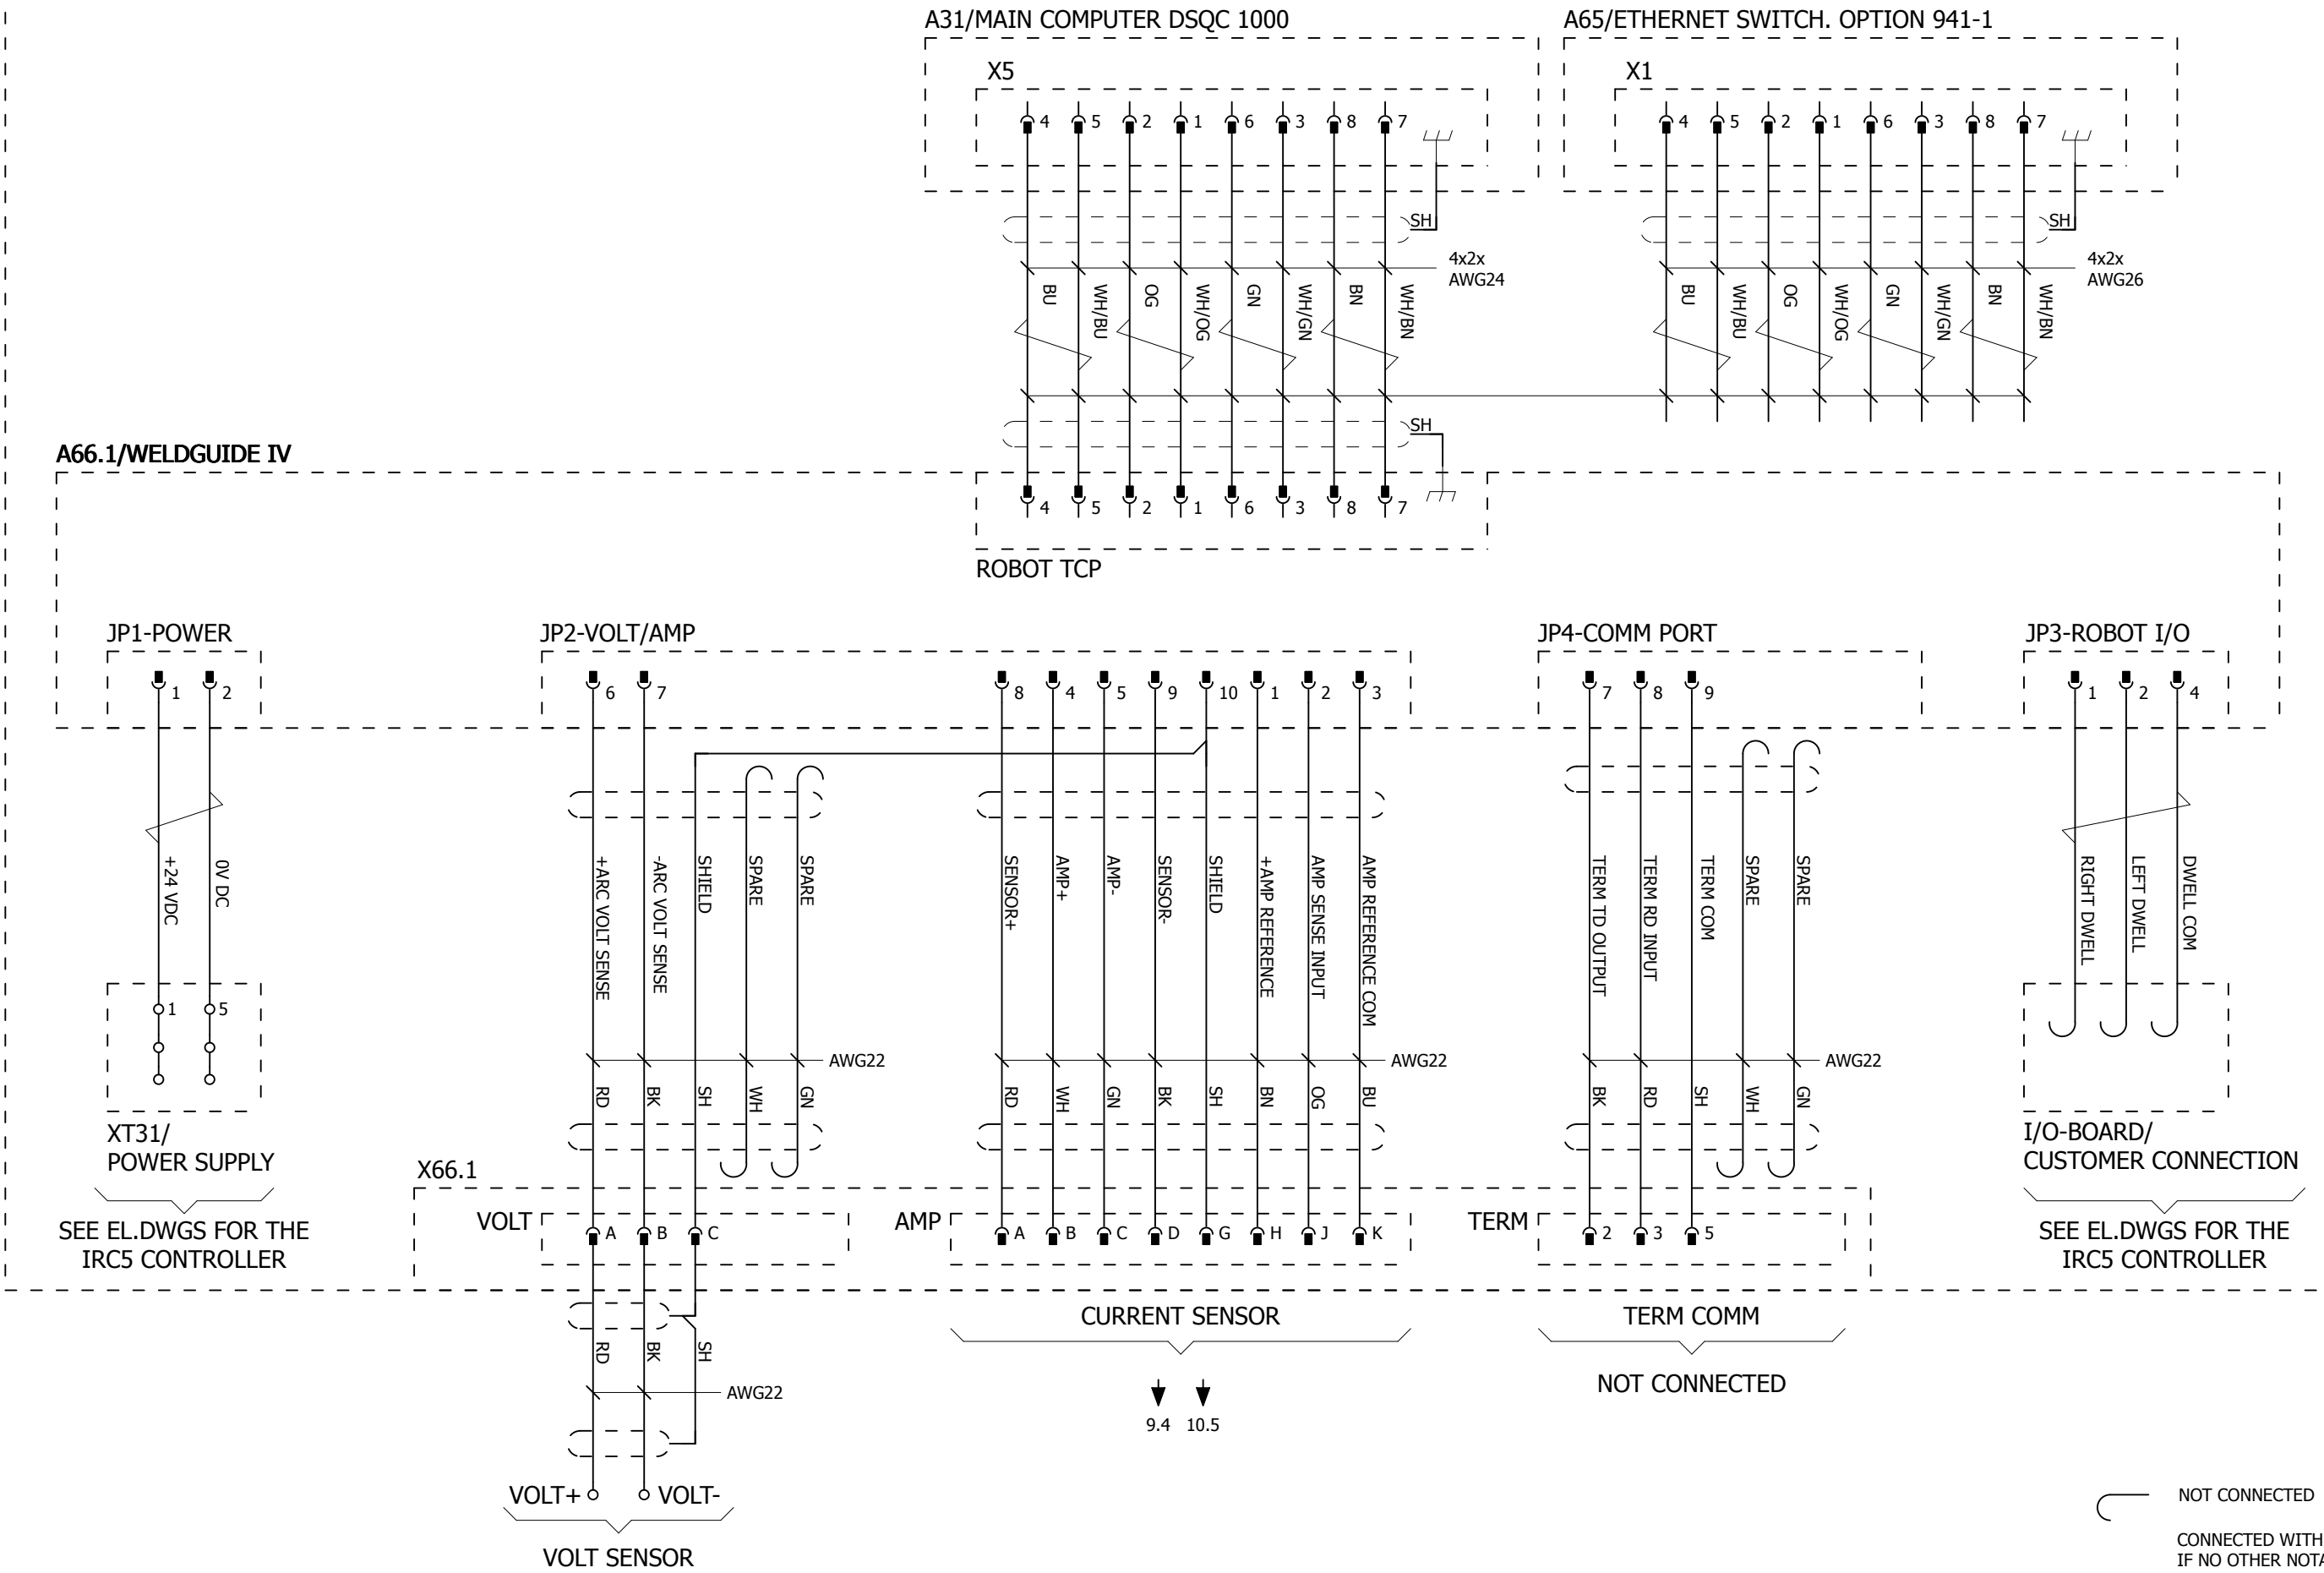 A31/MAIN COMPUTER DSQC 1000
A65/ETHERNET SWITCH. OPTION 941-1
X5
X1
4 5 2 1 6 3 8 7
4 5 2 1 6 3 8 7
SH
SH
4x2x
AWG24
4x2x
AWG26
BU WH/BU OG WH/OG GN WH/GN BN WH/BN
BU WH/BU OG WH/OG GN WH/GN BN WH/BN
SH
A66.1/WELDGUIDE IV
4 5 2 1 6 3 8 7
ROBOT TCP
JP1-POWER
JP2-VOLT/AMP
JP4-COMM PORT
JP3-ROBOT I/O
1 2
6 7
8 4 5 9 10 1 2 3
7 8 9
1 2 4
+24 VDC
0V DC
+ARC VOLT SENSE
-ARC VOLT SENSE
SHIELD
SPARE
SPARE
SENSOR+
AMP+
AMP-
SENSOR-
SHIELD
+AMP REFERENCE
AMP SENSE INPUT
AMP REFERENCE COM
TERM TD OUTPUT
TERM RD INPUT
TERM COM
SPARE
SPARE
RIGHT DWELL
LEFT DWELL
DWELL COM
1 5
AWG22
AWG22
AWG22
RD BK SH WH GN
RD WH GN BK SH BN OG BU
BK RD SH WH GN
XT31/
POWER SUPPLY
I/O-BOARD/
CUSTOMER CONNECTION
X66.1
VOLT
A B C
AMP
A B C D G H J K
TERM
2 3 5
SEE EL.DWGS FOR THE
IRC5 CONTROLLER
SEE EL.DWGS FOR THE
IRC5 CONTROLLER
CURRENT SENSOR
TERM COMM
RD BK SH
AWG22
NOT CONNECTED
9.4 10.5
VOLT+
VOLT-
VOLT SENSOR
NOT CONNECTED
CONNECTED WITH
IF NO OTHER NOTA